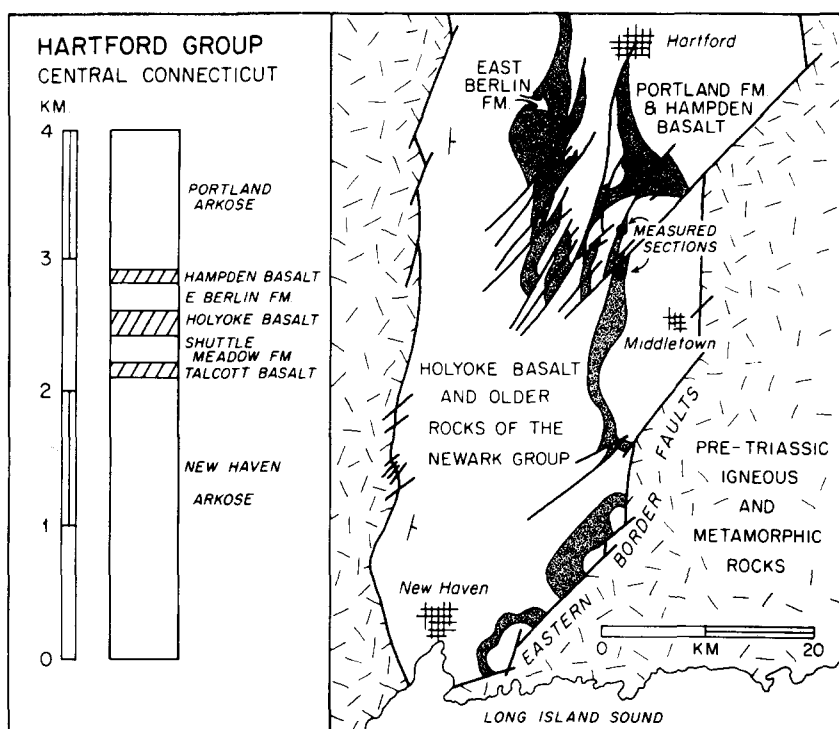 HARTFORD GROUP
CENTRAL CONNECTICUT
KM.
4
3
2
1
0
PORTLAND
ARKOSE
HAMPDEN BASALT
E BERLIN FM.
HOLYOKE BASALT
SHUTTLE
MEADOW FM
TALCOTT BASALT
NEW HAVEN
ARKOSE
Hartford
EAST
BERLIN
FM.
PORTLAND FM.
& HAMPDEN
BASALT
MEASURED
SECTIONS
Middletown
HOLYOKE BASALT
AND OLDER
ROCKS OF THE
NEWARK GROUP
EASTERN BORDER FAULTS
PRE-TRIASSIC
IGNEOUS
AND
METAMORPHIC
ROCKS
New Haven
0 KM 20
LONG ISLAND SOUND